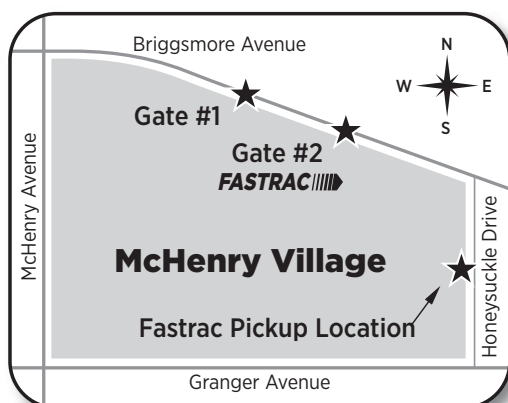 Briggsmore Avenue
N
W E
S
Gate #1
Gate #2
FASTRAC
McHenry Avenue
McHenry Village
Honeysuckle Drive
Fastrac Pickup Location
Granger Avenue